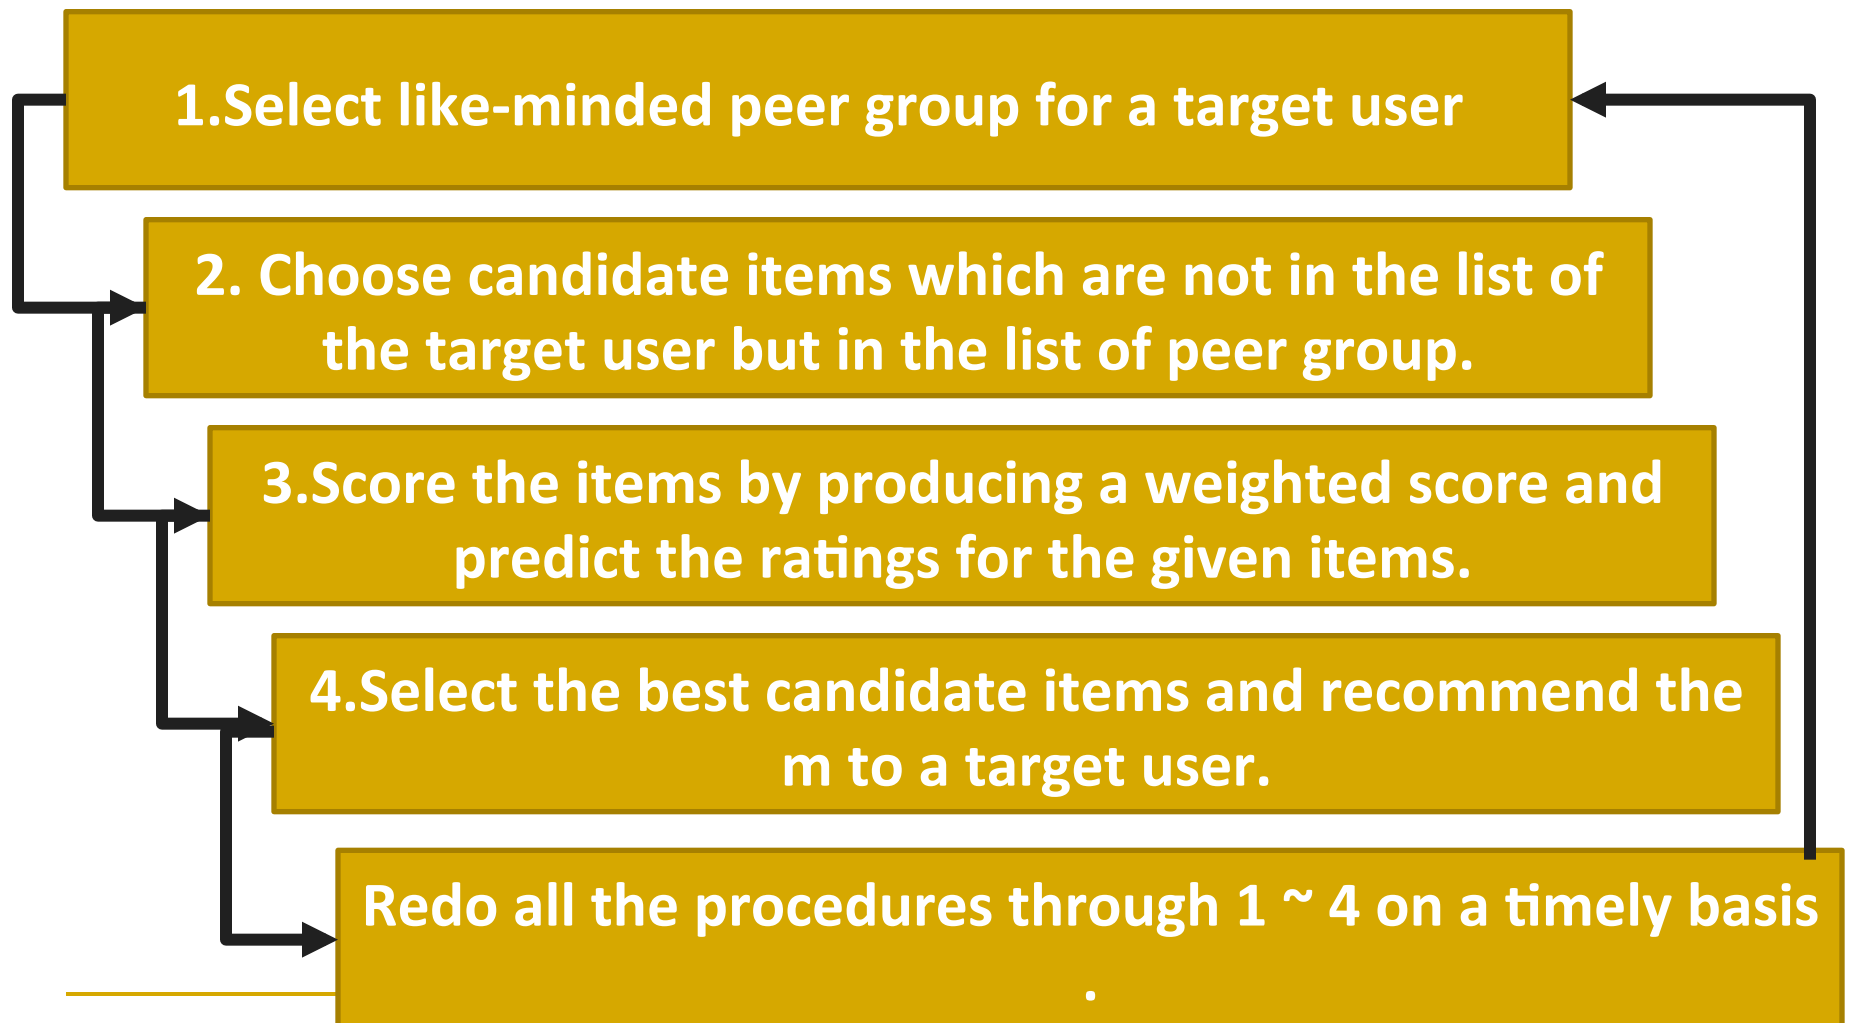 1.Select like-minded peer group for a target user
2. Choose candidate items which are not in the list of
the target user but in the list of peer group.
3.Score the items by producing a weighted score and
predict the ratings for the given items.
4.Select the best candidate items and recommend the
m to a target user.
Redo all the procedures through 1 ~ 4 on a timely basis
.